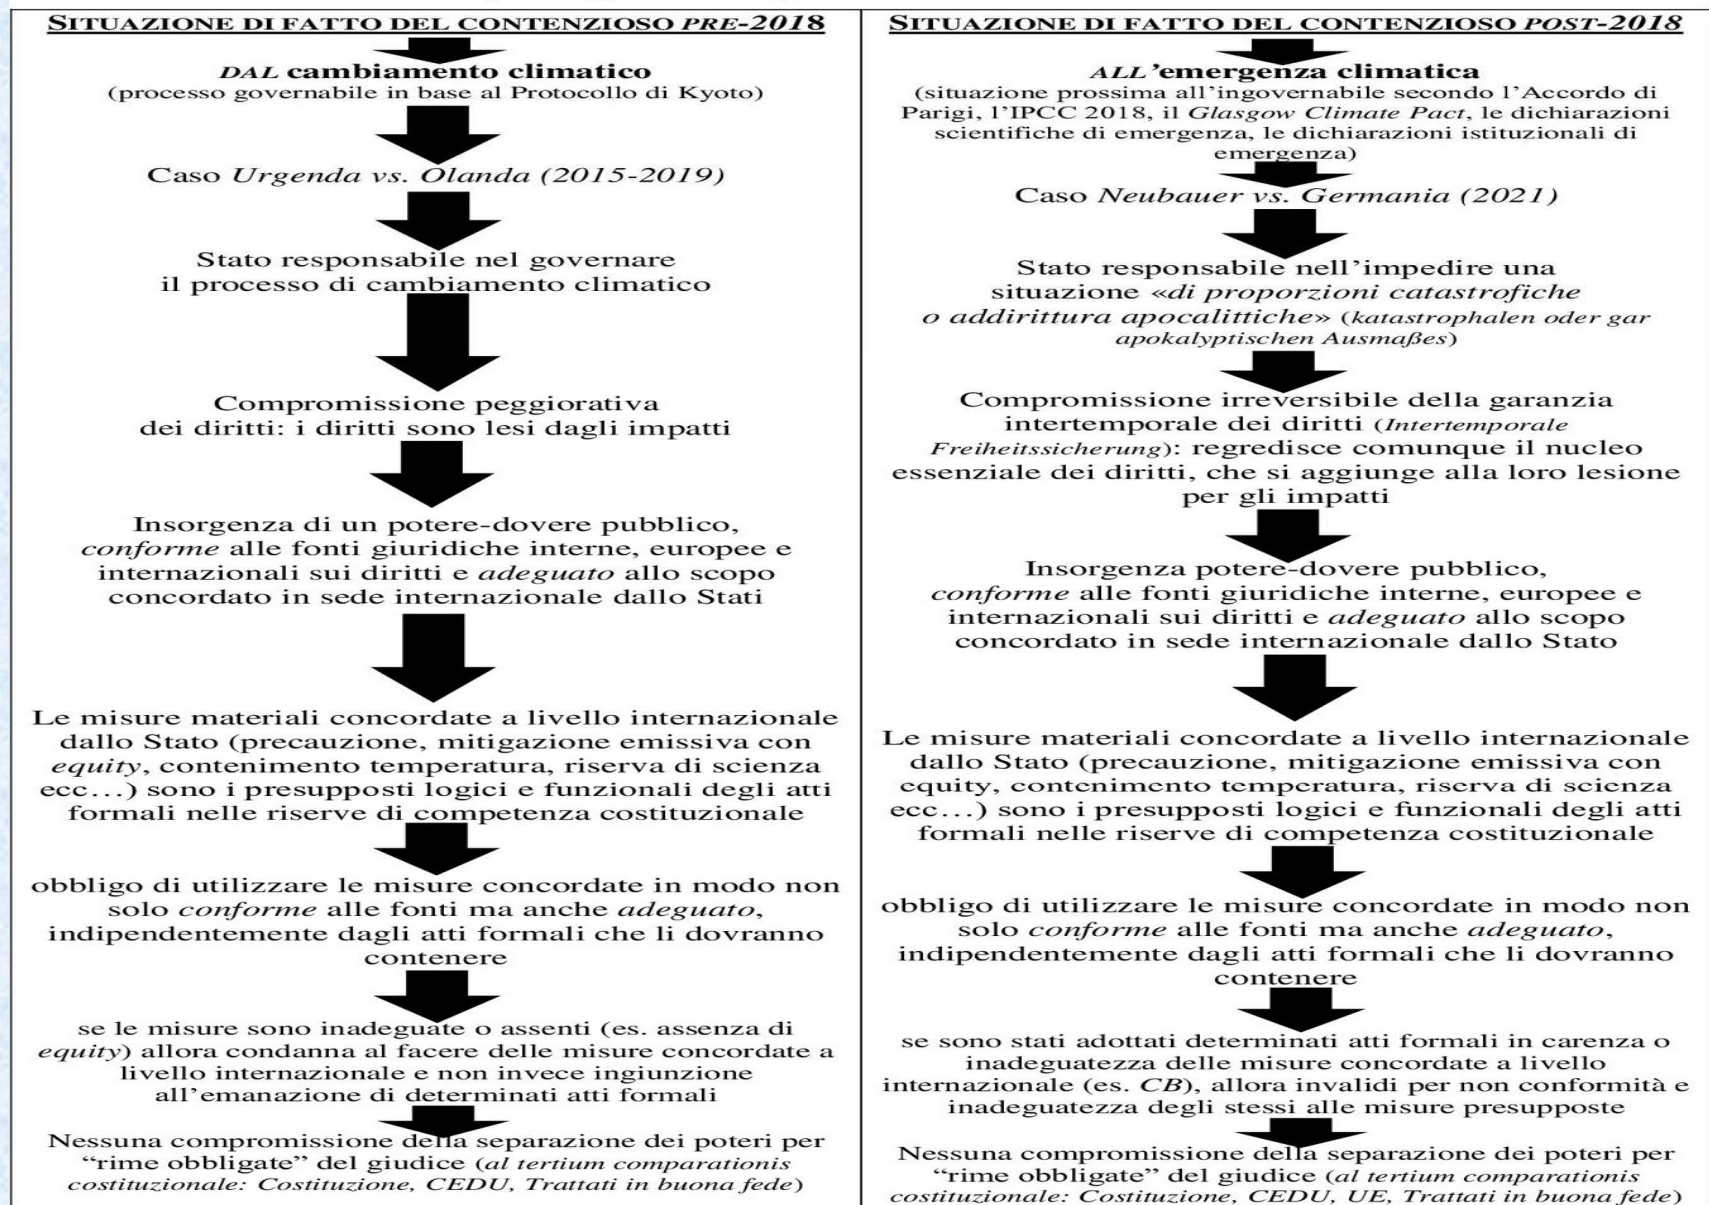 SITUAZIONE DI FATTO DEL CONTENZIOSO PRE-2018
DAL cambiamento climatico
(processo governabile in base al Protocollo di Kyoto)
Caso Urgenda vs. Olanda (2015-2019)
Stato responsabile nel governare
il processo di cambiamento climatico
Compromissione peggiorativa
dei diritti: i diritti sono lesi dagli impatti
Insorgenza di un potere-dovere pubblico,
conforme alle fonti giuridiche interne, europee e
internazionali sui diritti e adeguato allo scopo
concordato in sede internazionale dallo Stati
Le misure materiali concordate a livello internazionale
dallo Stato (precauzione, mitigazione emissiva con
equity, contenimento temperatura, riserva di scienza
ecc...) sono i presupposti logici e funzionali degli atti
formali nelle riserve di competenza costituzionale
obbligo di utilizzare le misure concordate in modo non
solo conforme alle fonti ma anche adeguato,
indipendentemente dagli atti formali che li dovranno
contenere
se le misure sono inadeguate o assenti (es. assenza di
equity) allora condanna al facere delle misure concordate a
livello internazionale e non invece ingiunzione
all'emanazione di determinati atti formali
Nessuna compromissione della separazione dei poteri per
"rime obbligate" del giudice (al tertium comparationis
costituzionale: Costituzione, CEDU, Trattati in buona fede)
SITUAZIONE DI FATTO DEL CONTENZIOSO POST-2018
ALL'emergenza climatica
(situazione prossima all'ingovernabile secondo l'Accordo di
Parigi, l'IPCC 2018, il Glasgow Climate Pact, le dichiarazioni
scientifiche di emergenza, le dichiarazioni istituzionali di
emergenza)
Caso Neubauer vs. Germania (2021)
Stato responsabile nell'impedire una
situazione «di proporzioni catastrofiche
o addirittura apocalittiche» (katastrophalen oder gar
apokalyptischen Ausmaßes)
Compromissione irreversibile della garanzia
intertemporale dei diritti (Intertemporale
Freiheitssicherung): regredisce comunque il nucleo
essenziale dei diritti, che si aggiunge alla loro lesione
per gli impatti
Insorgenza potere-dovere pubblico,
conforme alle fonti giuridiche interne, europee e
internazionali sui diritti e adeguato allo scopo
concordato in sede internazionale dallo Stato
Le misure materiali concordate a livello internazionale
dallo Stato (precauzione, mitigazione emissiva con
equity, contenimento temperatura, riserva di scienza
ecc...) sono i presupposti logici e funzionali degli atti
formali nelle riserve di competenza costituzionale
obbligo di utilizzare le misure concordate in modo non
solo conforme alle fonti ma anche adeguato,
indipendentemente dagli atti formali che li dovranno
contenere
se sono stati adottati determinati atti formali in carenza o
inadeguatezza delle misure concordate a livello
internazionale (es. CB), allora invalidi per non conformità e
inadeguatezza degli stessi alle misure presupposte
Nessuna compromissione della separazione dei poteri per
"rime obbligate" del giudice (al tertium comparationis
costituzionale: Costituzione, CEDU, UE, Trattati in buona fede)